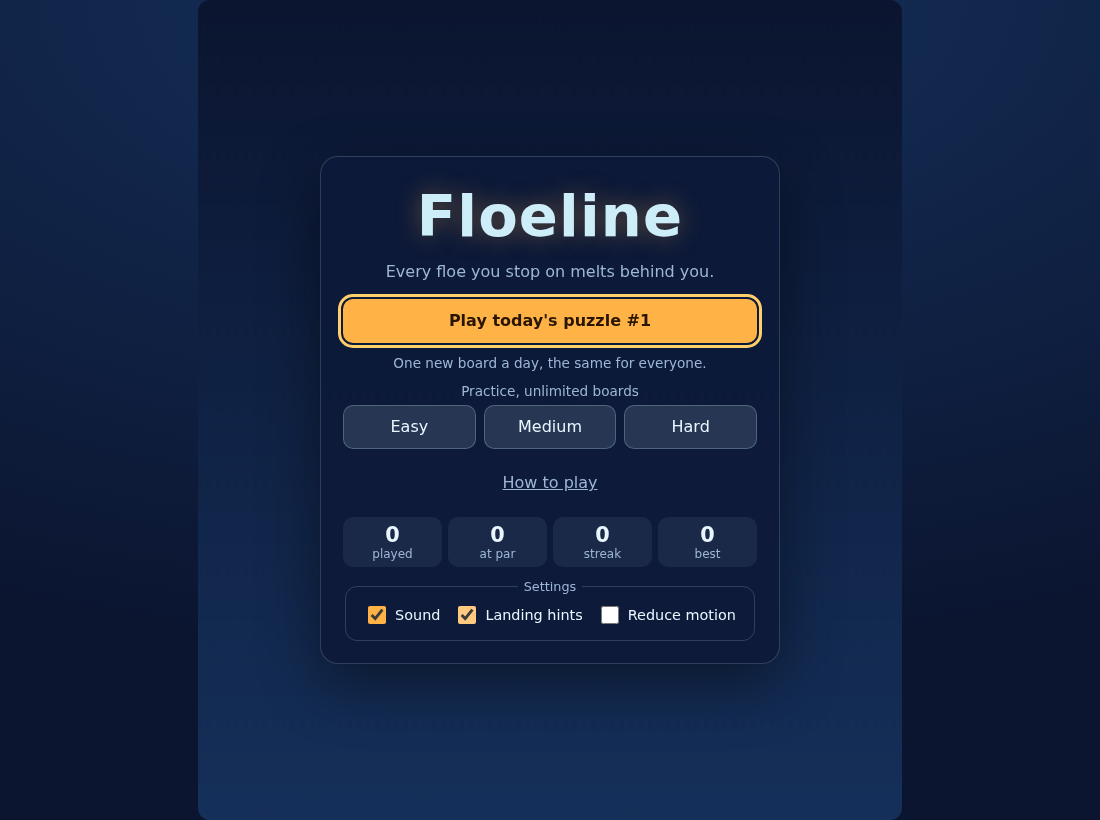 Floeline
Every floe you stop on melts behind you.
Play today's puzzle #1
One new board a day, the same for everyone.
Practice, unlimited boards
Easy Medium Hard
How to play
0 0 0 0
played at par streak best
Settings
Sound Landing hints Reduce motion